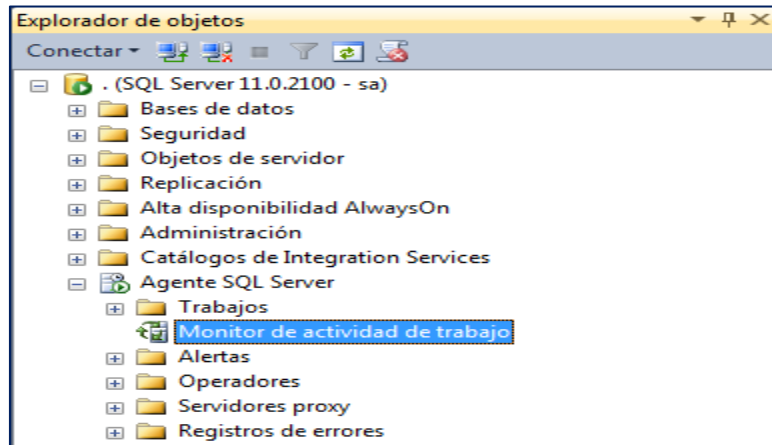 Explorador de objetos
Conectar
. (SQL Server 11.0.2100 - sa)
Bases de datos
Seguridad
Objetos de servidor
Replicación
Alta disponibilidad AlwaysOn
Administración
Catálogos de Integration Services
Agente SQL Server
Trabajos
Monitor de actividad de trabajo
Alertas
Operadores
Servidores proxy
Registros de errores